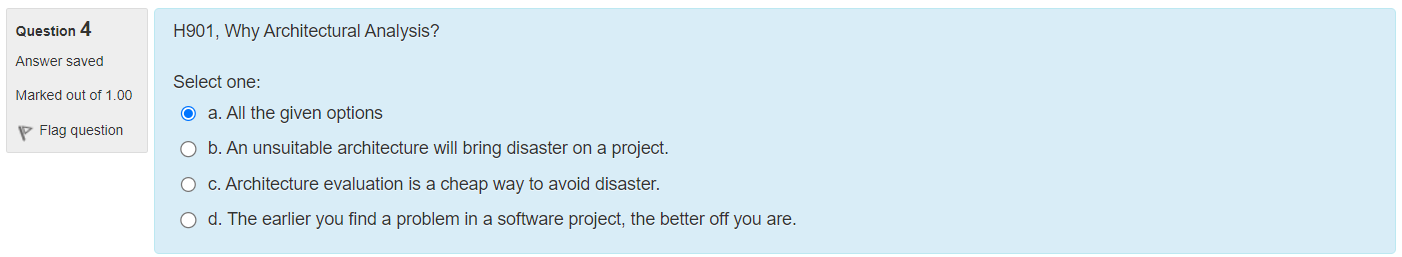 Question 4
Answer saved
Marked out of 1.00
Flag question
H901, Why Architectural Analysis?
Select one:
a. All the given options
b. An unsuitable architecture will bring disaster on a project.
c. Architecture evaluation is a cheap way to avoid disaster.
d. The earlier you find a problem in a software project, the better off you are.